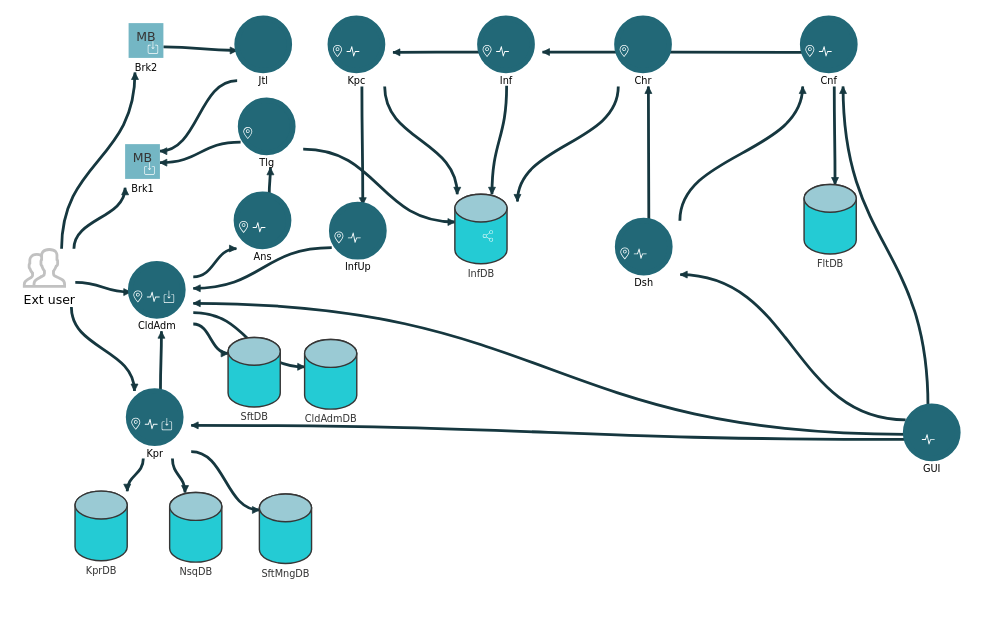 MB
Brk2
Jtl
Kpc
Inf
Chr
Cnf
MB
Brk1
Tlg
Ans
InfUp
InfDB
Dsh
FltDB
Ext user
CldAdm
SftDB
CldAdmDB
Kpr
GUI
KprDB
NsqDB
SftMngDB